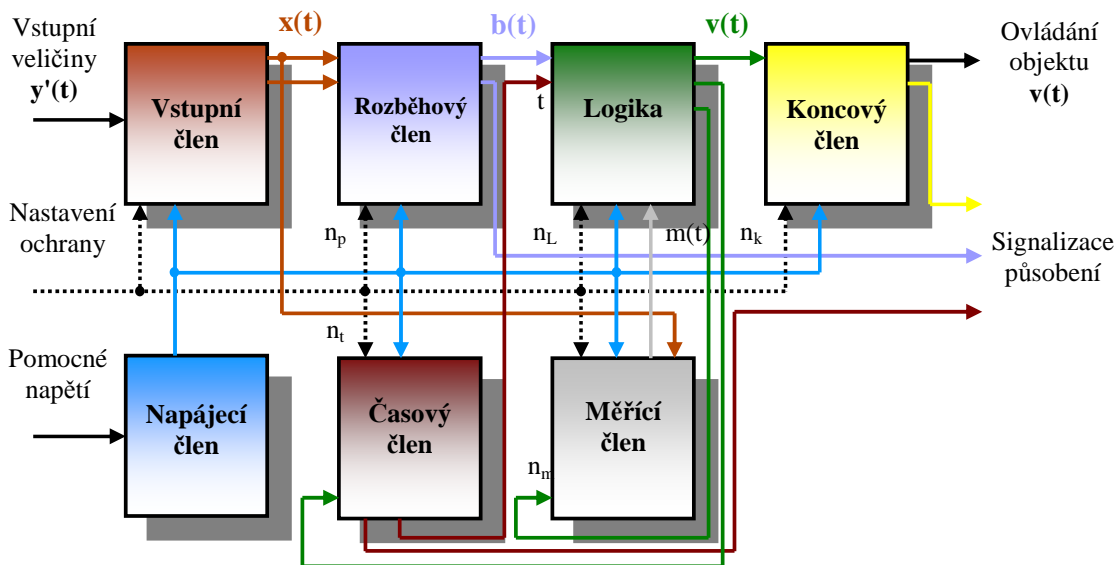 Vstupní
veličiny
y'(t)
x(t)
b(t)
v(t)
Ovládání
objektu
v(t)
Vstupní
člen
Rozběhový
člen
t
Logika
Koncový
člen
Nastavení
ochrany
n_p
n_L
m(t)
n_k
Signalizace
působení
n_t
Pomocné
napětí
Napájecí
člen
Časový
člen
Měřící
člen
n_m